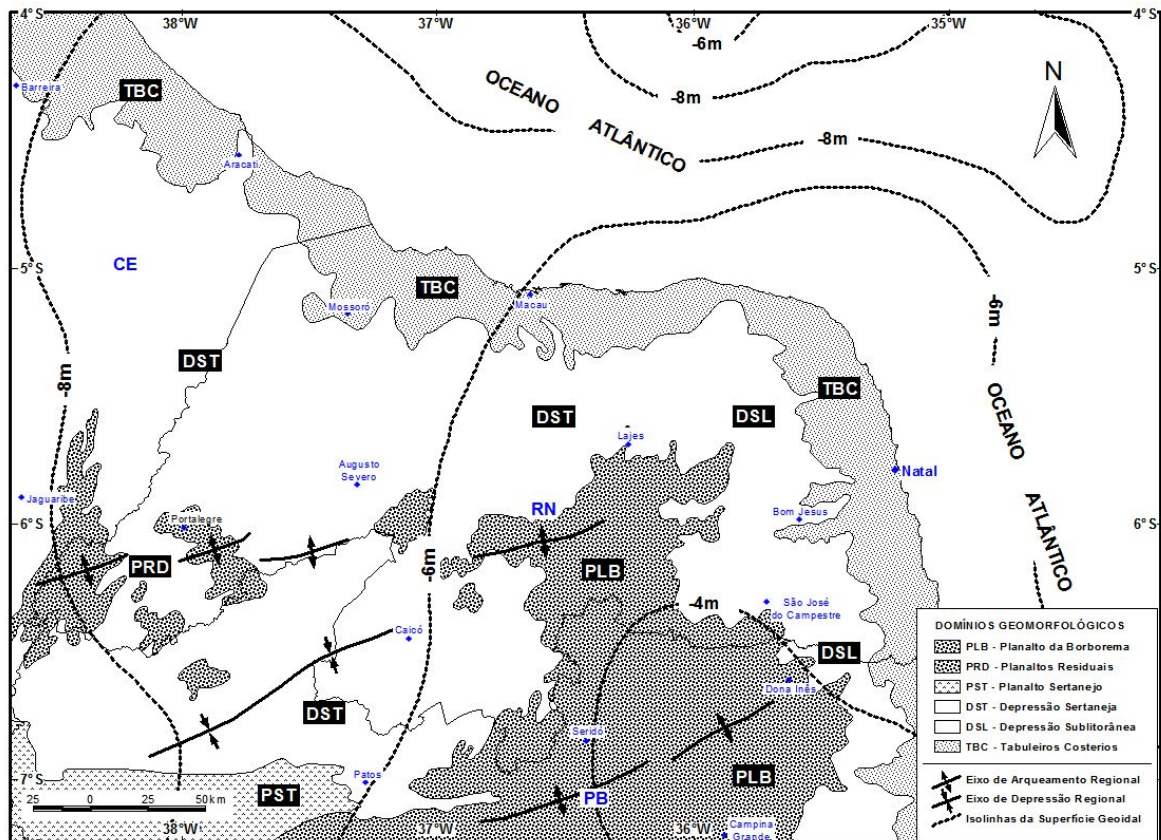 38°W 37°W 36°W 35°W
4°S 4°S
-6m
N
OCEANO
ATLÂNTICO
-8m
Barreira
TBC
-8m
Aracati
CE
5°S 5°S
TBC
Mossoró
Macau
-6m
DST
-8m
TBC
OCEANO
DST
DSL
Lajes
Augusto
Severo
Natal
Jaguaribe
ATLÂNTICO
RN
Bom Jesus
Portalegre
6°S 6°S
PRD
-6m
PLB
-4m
São José
do Campestre
Caicó
DSL
Dona Inês
DST
Seridó
7°S
Patos
PLB
PST
PB
25 0 25 50km
Campina
Grande
38°W 37°W 36°W
DOMÍNIOS GEOMORFOLÓGICOS
PLB - Planalto da Borborema
PRD - Planaltos Residuais
PST - Planalto Sertanejo
DST - Depressão Sertaneja
DSL - Depressão Sublitorânea
TBC - Tabuleiros Costerios
Eixo de Arqueamento Regional
Eixo de Depressão Regional
Isolinhas da Superfície Geoidal